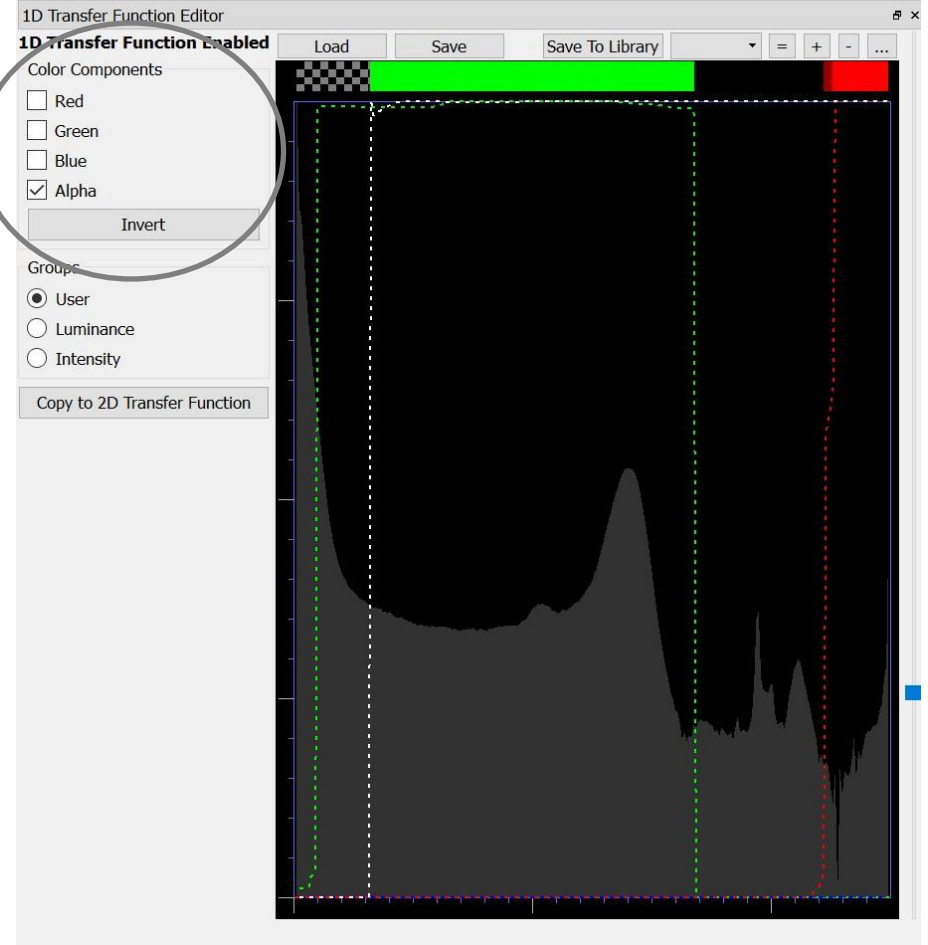 1D Transfer Function Editor
1D Transfer Function Enabled
Load Save Save To Library = + - ...
Color Components
Red
Green
Blue
Alpha
Invert
Groups
User
Luminance
Intensity
Copy to 2D Transfer Function